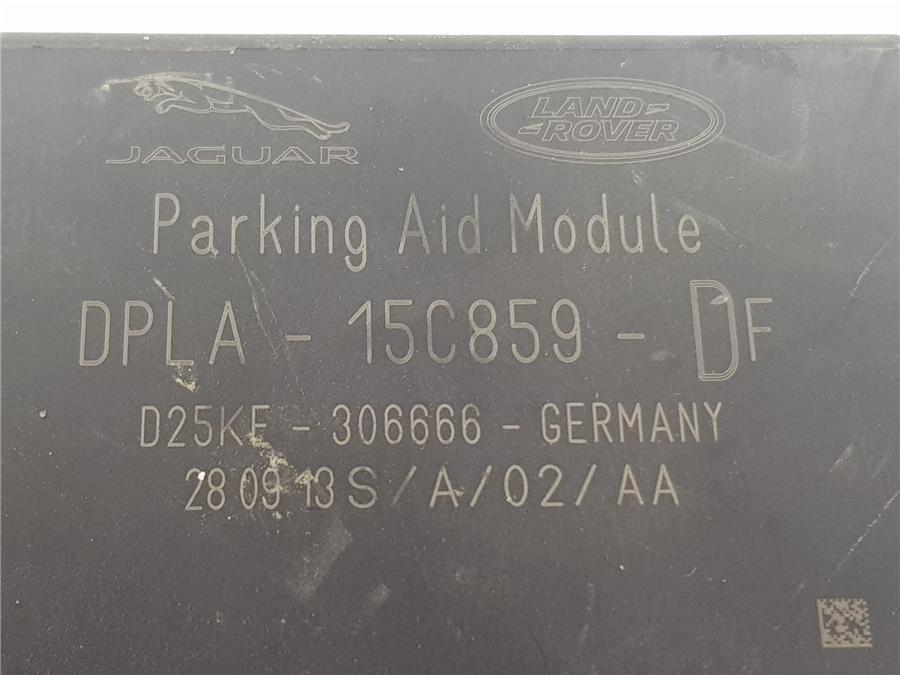 JAGUAR
LAND-
-ROVER
Parking Aid Module
DPLA - 15C859 - DF
D25KE - 306666 - GERMANY
28 09 13 S / A / 02 / AA